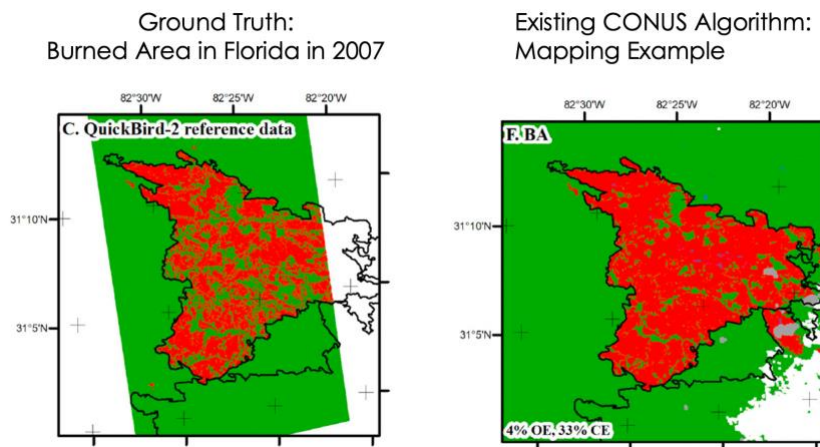 Ground Truth:
Burned Area in Florida in 2007
Existing CONUS Algorithm:
Mapping Example
82°30'W 82°25'W 82°20'W
C. QuickBird-2 reference data
31°10'N
31°5'N
82°30'W 82°25'W 82°20'W
F. BA
31°10'N
31°5'N
4% OE, 33% CE